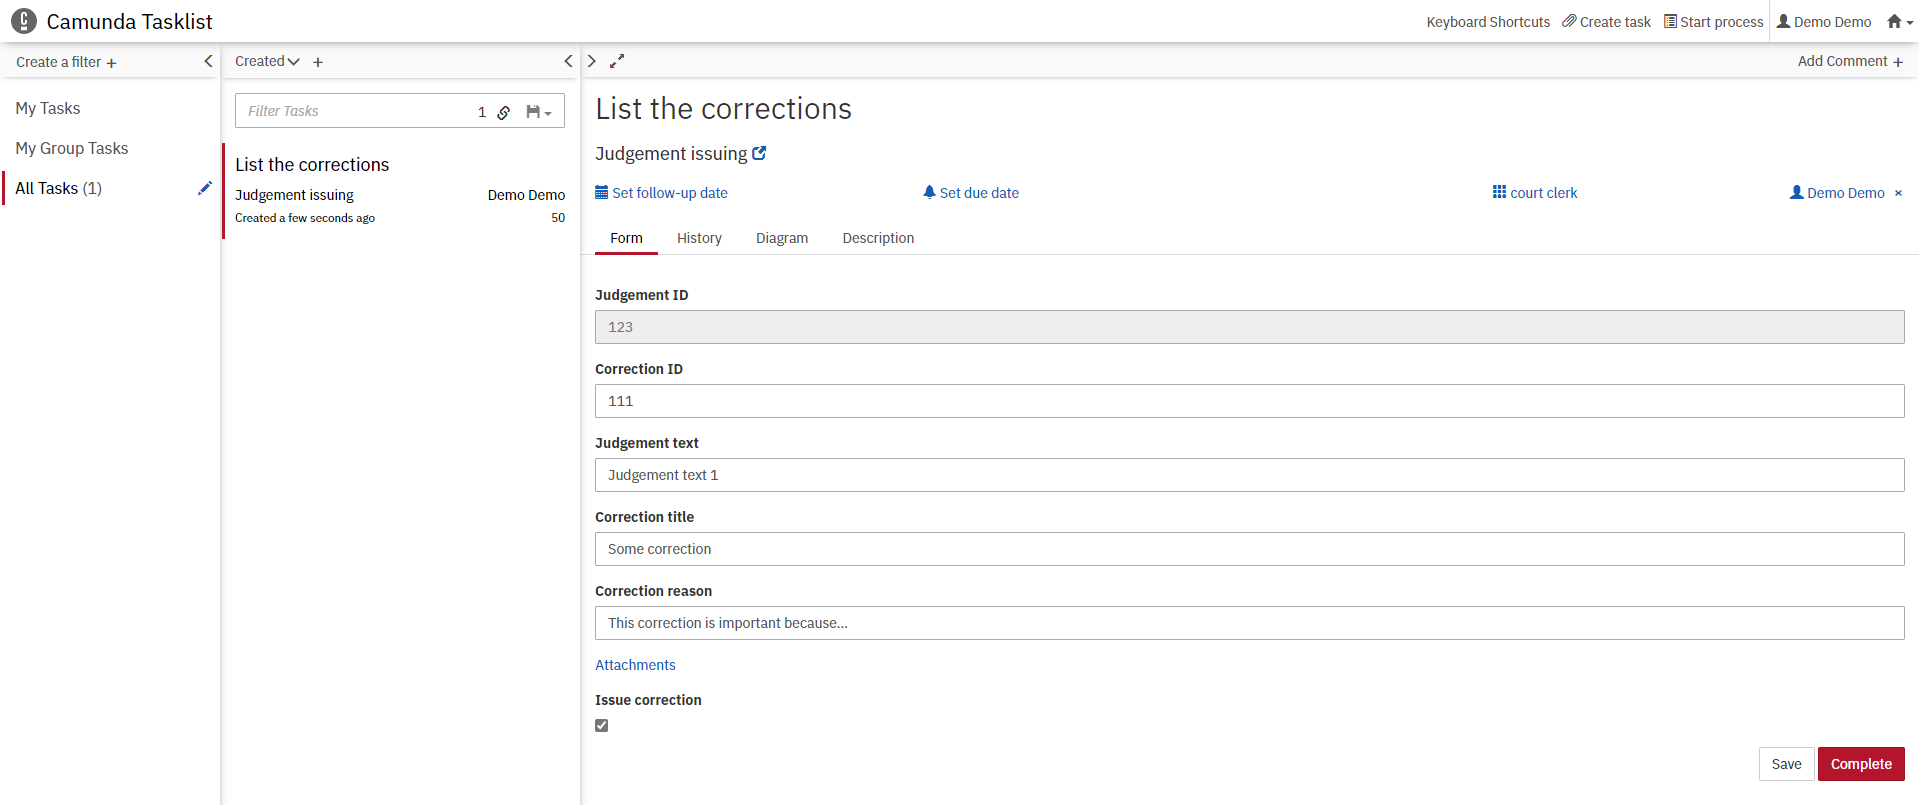 Camunda Tasklist
Keyboard Shortcuts Create task Start process Demo Demo
Create a filter +
Created +
Add Comment +
My Tasks
My Group Tasks
All Tasks (1)
Filter Tasks 1
List the corrections
Judgement issuing Demo Demo
Created a few seconds ago 50
List the corrections
Judgement issuing
Set follow-up date Set due date court clerk Demo Demo ×
Form History Diagram Description
Judgement ID
123
Correction ID
111
Judgement text
Judgement text 1
Correction title
Some correction
Correction reason
This correction is important because...
Attachments
Issue correction
Save Complete